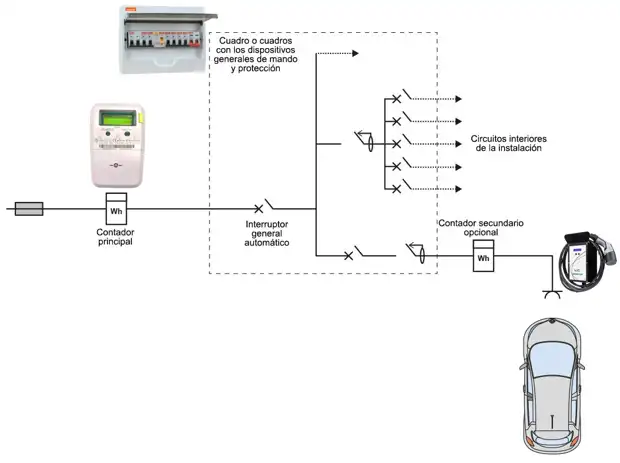 Cuadro o cuadros
con los dispositivos
generales de mando
y protección
Circuitos interiores
de la instalación
Wh
Contador
principal
Interruptor
general
automático
Contador secundario
opcional
Wh